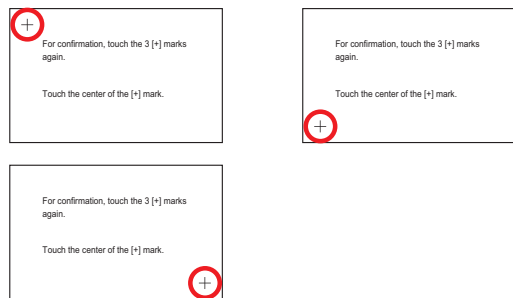 For confirmation, touch the 3 [+] marks
again.
Touch the center of the [+] mark.
For confirmation, touch the 3 [+] marks
again.
Touch the center of the [+] mark.
For confirmation, touch the 3 [+] marks
again.
Touch the center of the [+] mark.